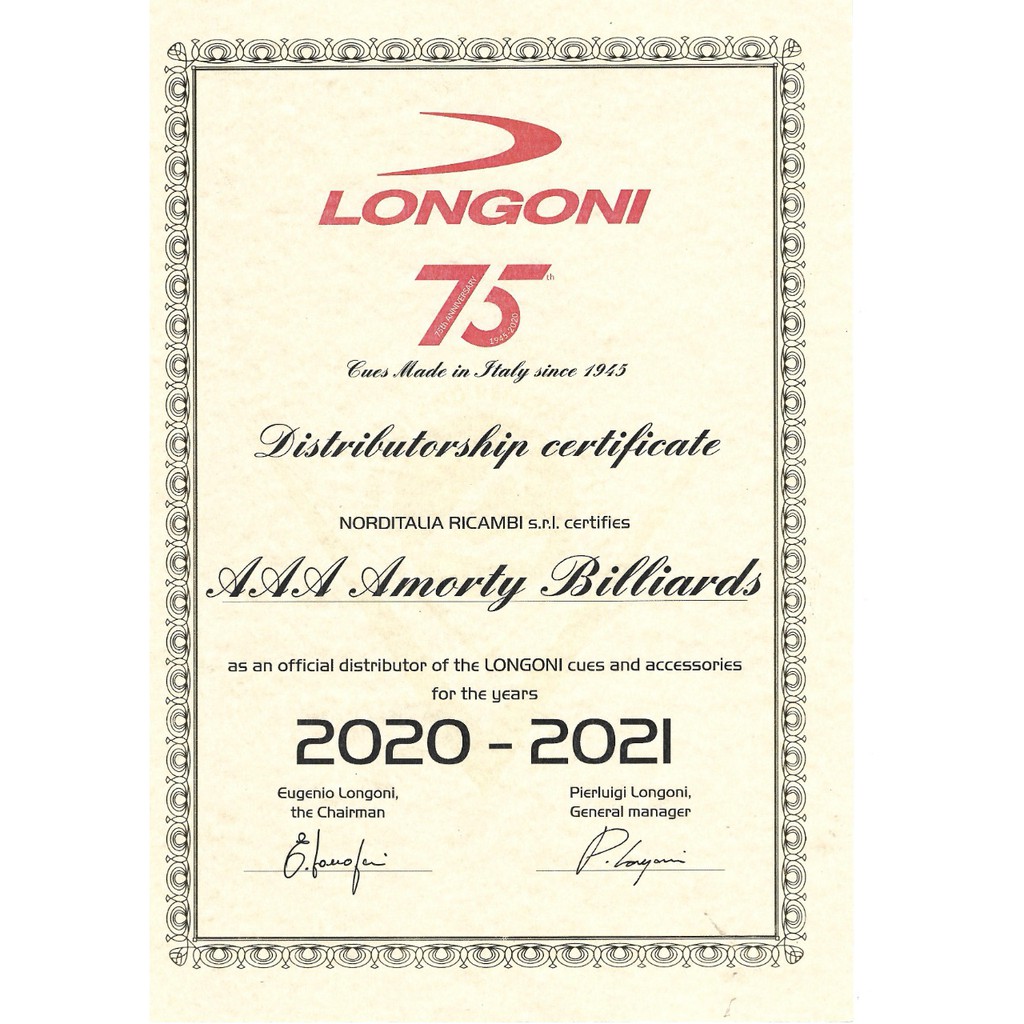 LONGONI
75th
75th ANNIVERSARY
1945-2020
Cues Made in Italy since 1945
Distributorship certificate
NORDITALIA RICAMBI s.r.l. certifies
AAA Amorty Billiards
as an official distributor of the LONGONI cues and accessories
for the years
2020 - 2021
Eugenio Longoni,
the Chairman
Pierluigi Longoni,
General manager
P. Longoni